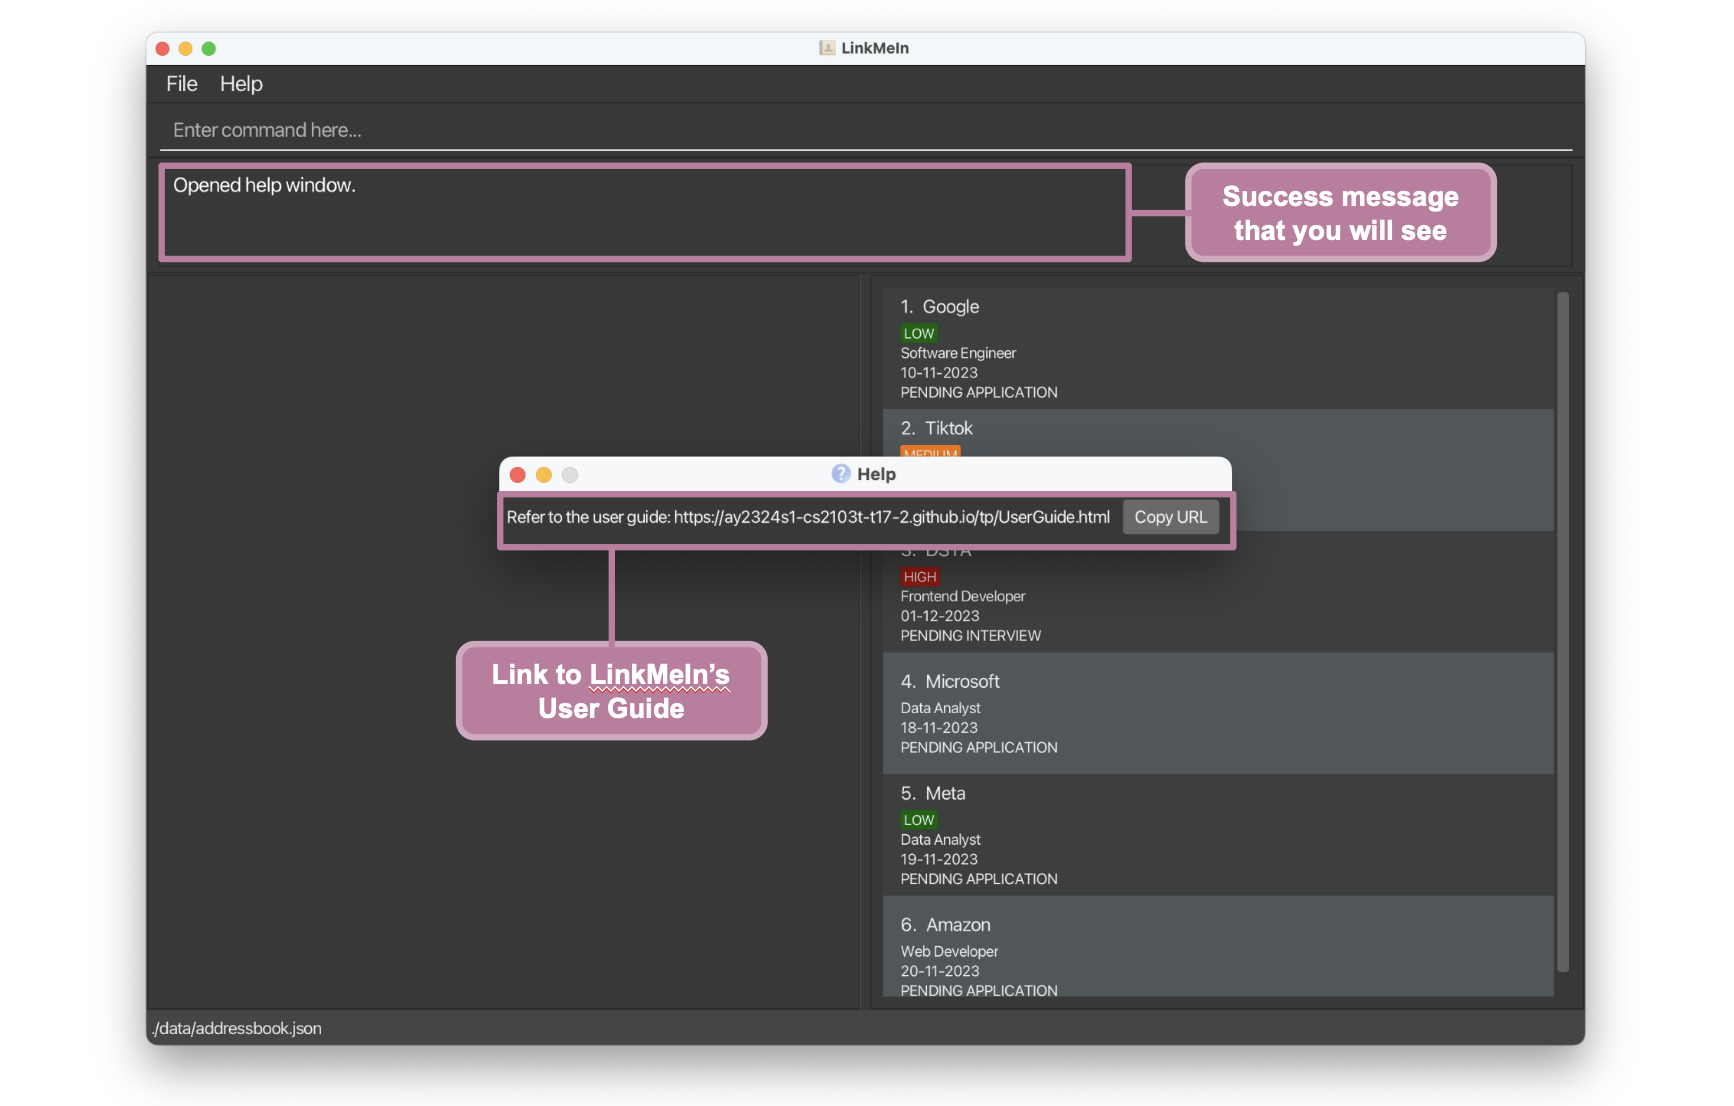 LinkMeIn
File Help
Enter command here...
Opened help window.
Success message
that you will see
1. Google
LOW
Software Engineer
10-11-2023
PENDING APPLICATION
2. Tiktok
MEDIUM
Help
Refer to the user guide: https://ay2324s1-cs2103t-t17-2.github.io/tp/UserGuide.html Copy URL
3. DSTA
HIGH
Frontend Developer
01-12-2023
PENDING INTERVIEW
Link to LinkMeIn’s
User Guide
4. Microsoft
Data Analyst
18-11-2023
PENDING APPLICATION
5. Meta
LOW
Data Analyst
19-11-2023
PENDING APPLICATION
6. Amazon
Web Developer
20-11-2023
PENDING APPLICATION
./data/addressbook.json